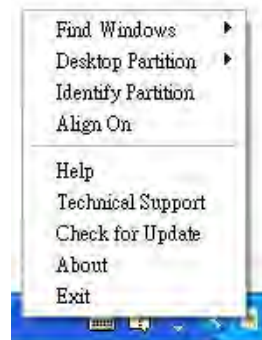 Find Windows
Desktop Partition
Identify Partition
Align On
Help
Technical Support
Check for Update
About
Exit